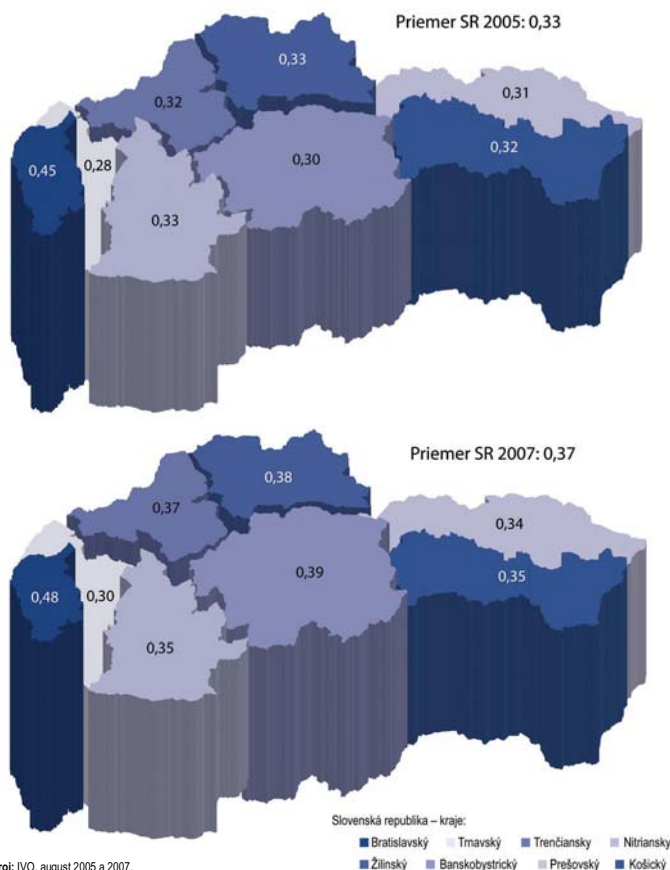 Priemer SR 2005: 0,33
0,33
0,32
0,31
0,45
0,28
0,30
0,32
0,33
Priemer SR 2007: 0,37
0,38
0,37
0,34
0,48
0,30
0,39
0,35
0,35
Slovenská republika – kraje:
Bratislavský Trnavský Trenčiansky Nitriansky
Žilinský Banskobystrický Prešovský Košický
roj: IVO, august 2005 a 2007.